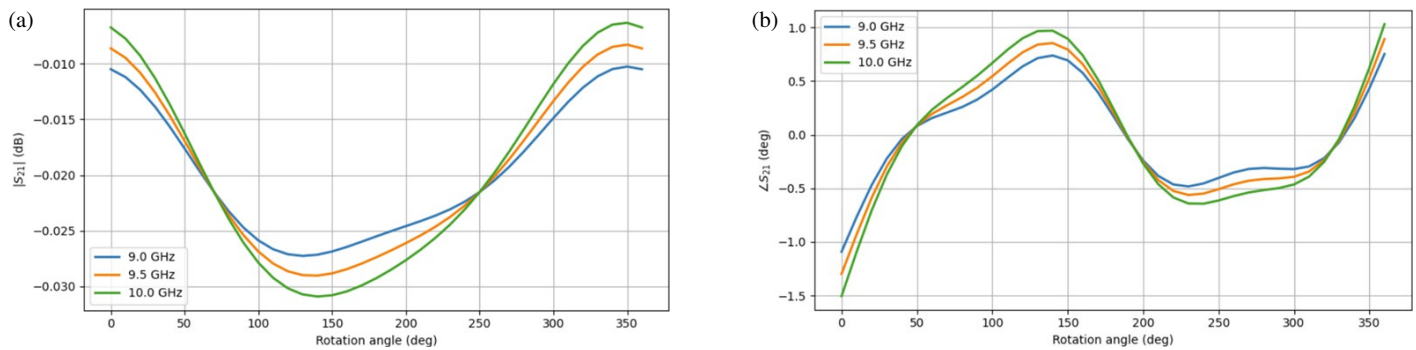 (a)
|S21| (dB)
−0.010
−0.015
−0.020
−0.025
−0.030
9.0 GHz
9.5 GHz
10.0 GHz
0 50 100 150 200 250 300 350
Rotation angle (deg)
(b)
∠S21 (deg)
1.0
0.5
0.0
−0.5
−1.0
−1.5
9.0 GHz
9.5 GHz
10.0 GHz
0 50 100 150 200 250 300 350
Rotation angle (deg)